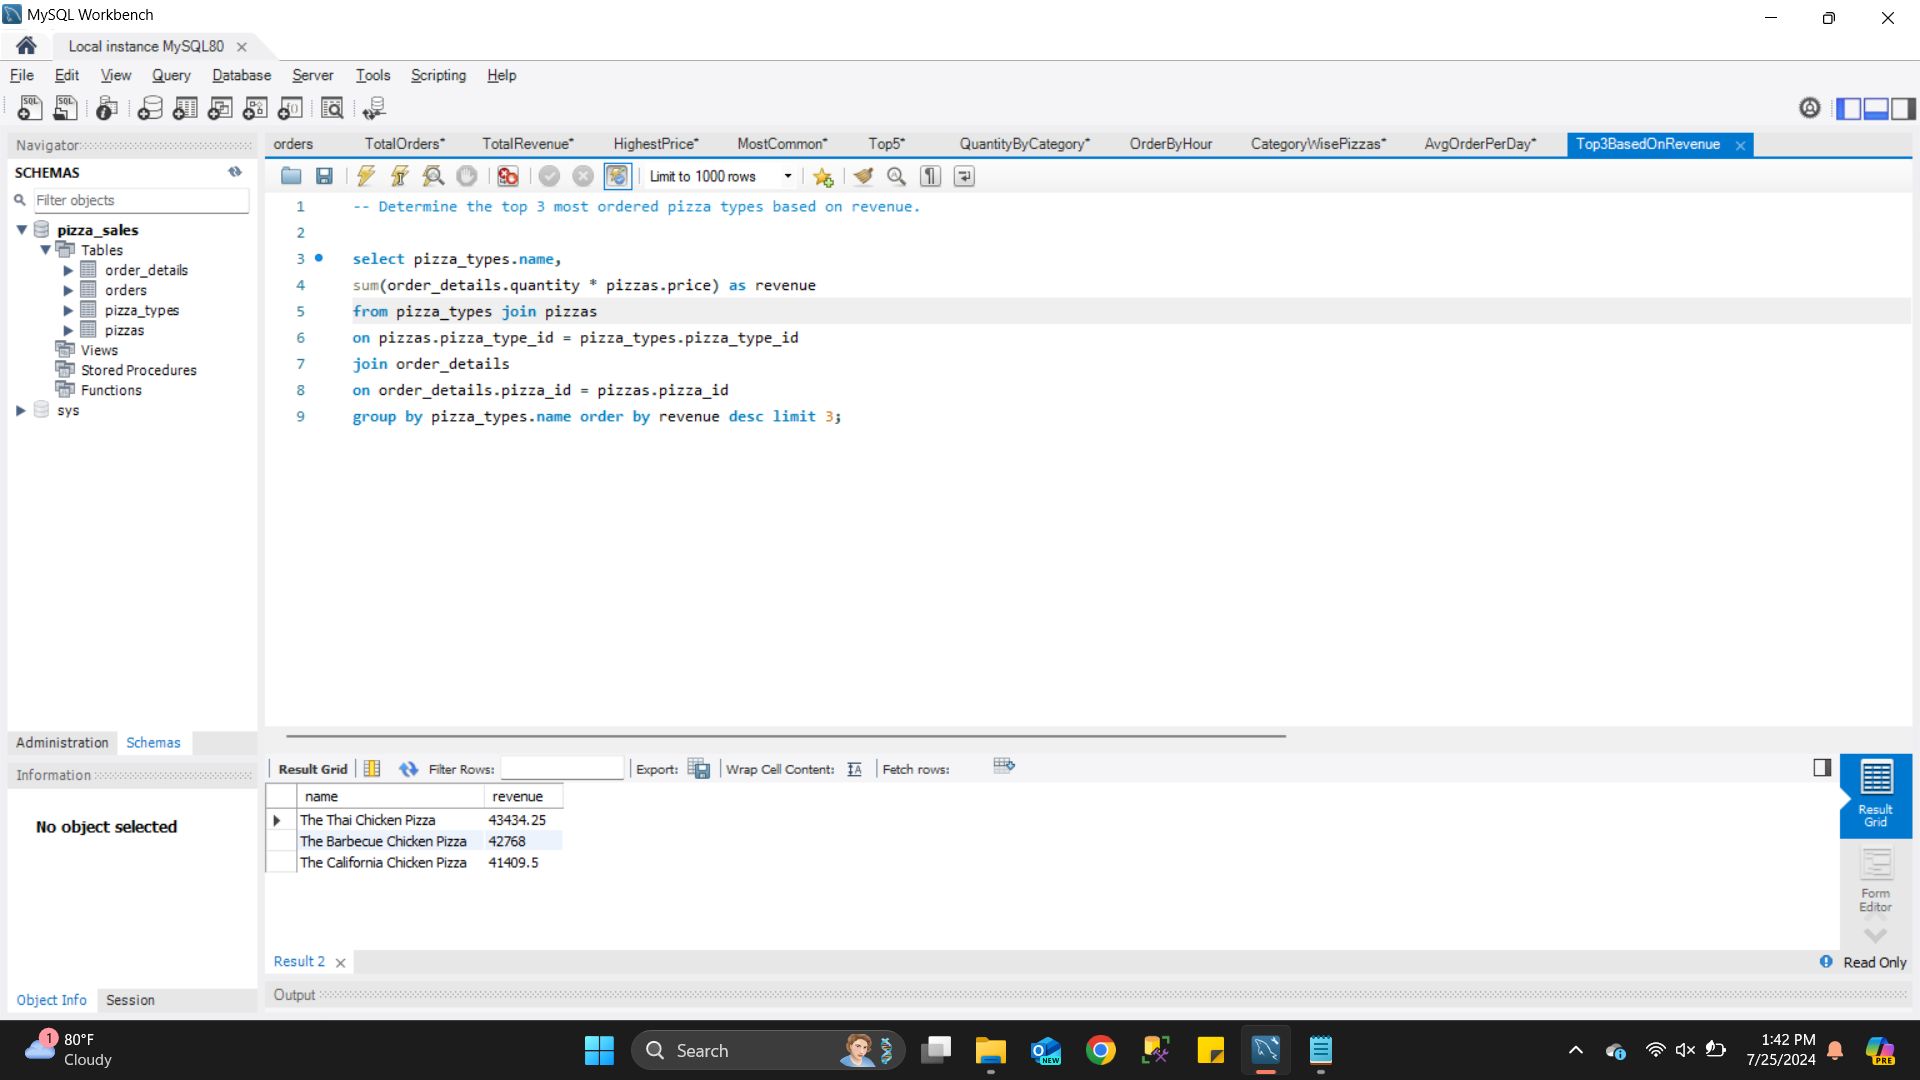 MySQL Workbench
Local instance MySQL80
File Edit View Query Database Server Tools Scripting Help
Navigator
SCHEMAS
Filter objects
pizza_sales
Tables
order_details
orders
pizza_types
pizzas
Views
Stored Procedures
Functions
sys
Administration Schemas
Information
No object selected
Object Info Session
orders TotalOrders* TotalRevenue* HighestPrice* MostCommon* Top5* QuantityByCategory* OrderByHour CategoryWisePizzas* AvgOrderPerDay* Top3BasedOnRevenue
Limit to 1000 rows
1 -- Determine the top 3 most ordered pizza types based on revenue.
2
3 select pizza_types.name,
4 sum(order_details.quantity * pizzas.price) as revenue
5 from pizza_types join pizzas
6 on pizzas.pizza_type_id = pizza_types.pizza_type_id
7 join order_details
8 on order_details.pizza_id = pizzas.pizza_id
9 group by pizza_types.name order by revenue desc limit 3;
Result Grid Filter Rows: Export: Wrap Cell Content: IA Fetch rows:
name revenue
The Thai Chicken Pizza 43434.25
The Barbecue Chicken Pizza 42768
The California Chicken Pizza 41409.5
Result
Grid
Form
Editor
Result 2
Read Only
Output
1 80°F
Cloudy
Search
NEW
1:42 PM
7/25/2024
PRE